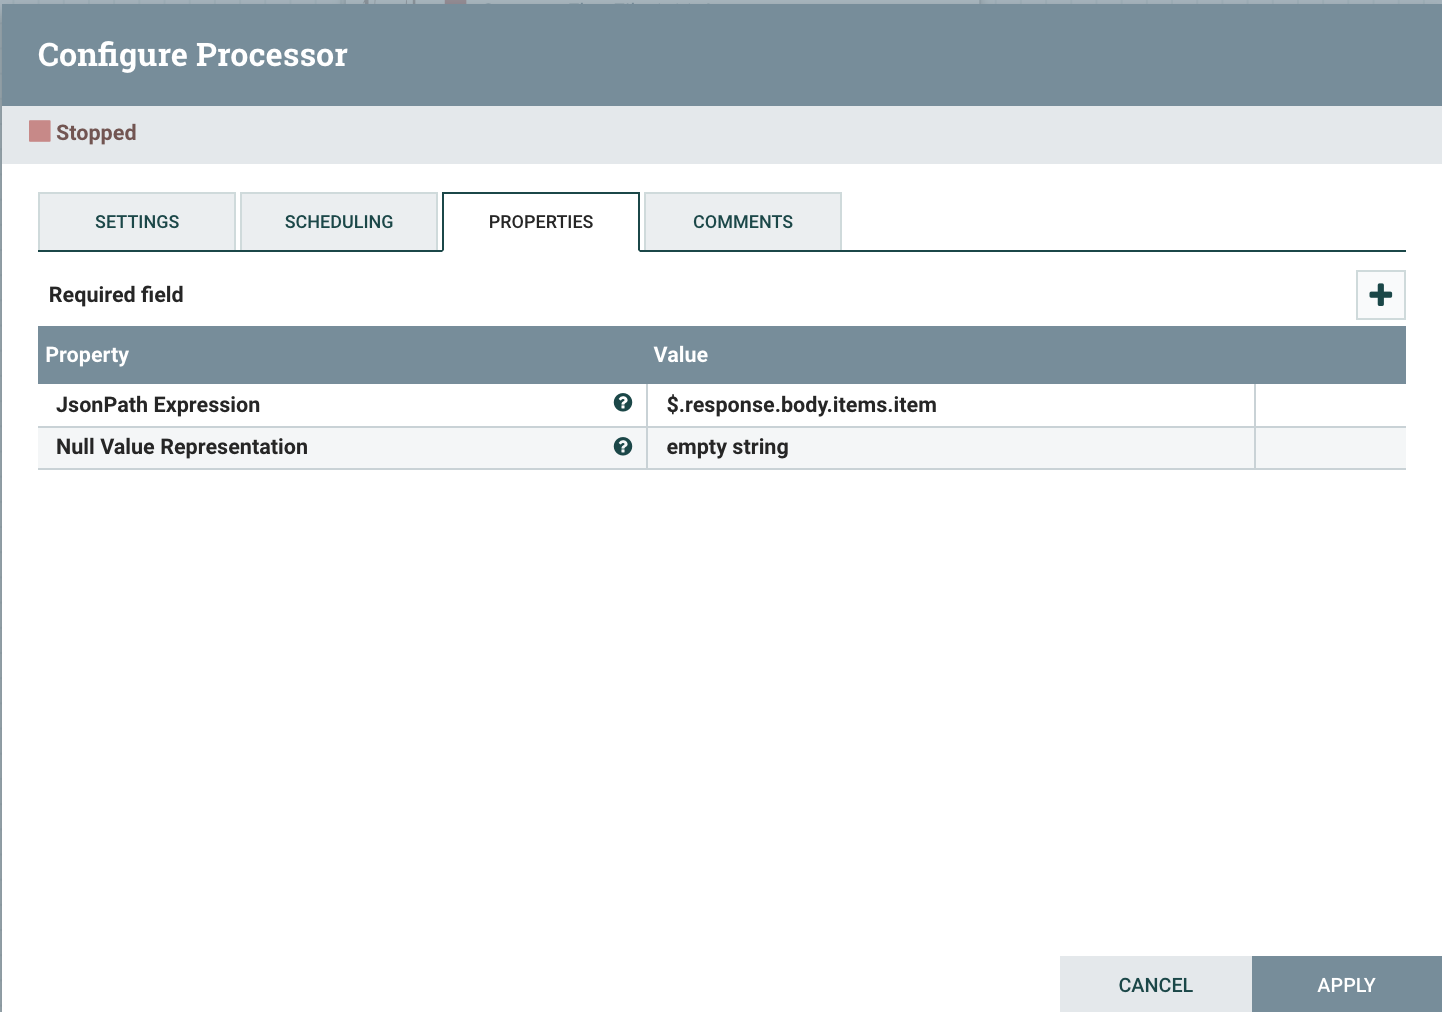 Configure Processor
Stopped
SETTINGS SCHEDULING PROPERTIES COMMENTS
Required field
Property Value
JsonPath Expression $.response.body.items.item
Null Value Representation empty string
CANCEL APPLY